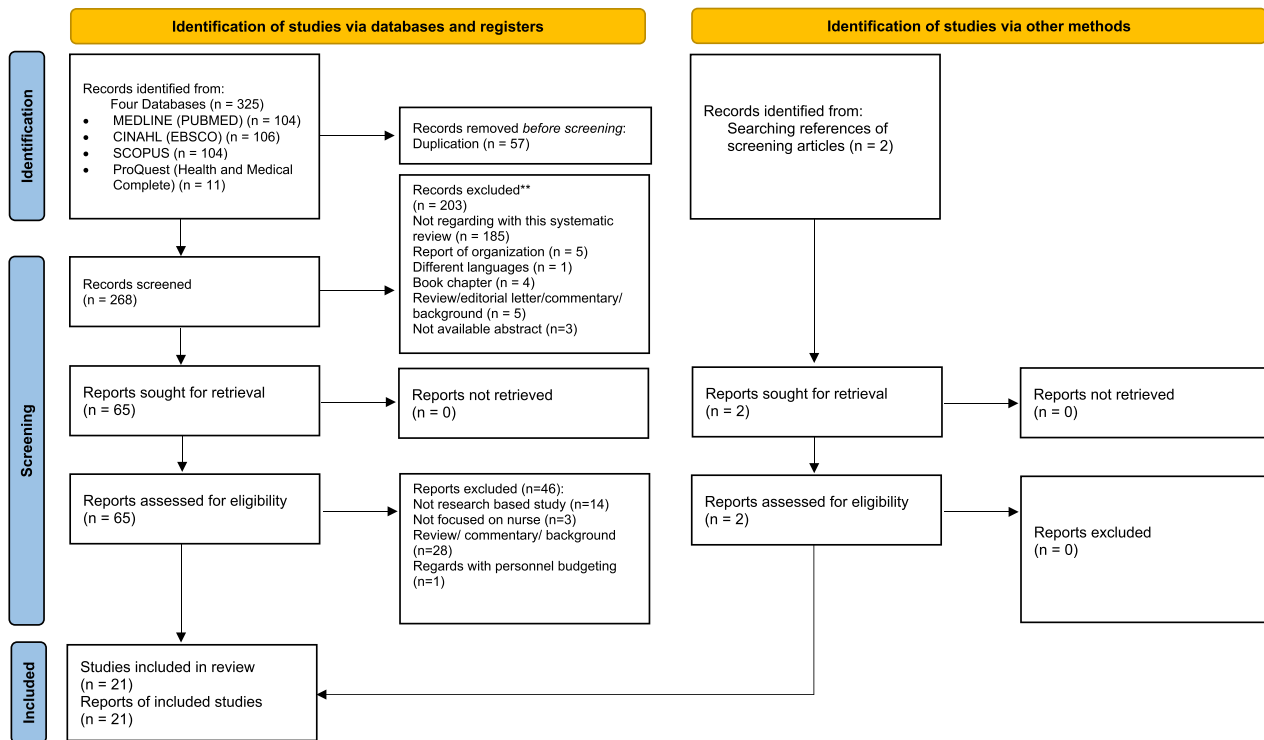 Identification of studies via databases and registers
Identification of studies via other methods
Identification
Records identified from:
Four Databases (n = 325)
• MEDLINE (PUBMED) (n = 104)
• CINAHL (EBSCO) (n = 106)
• SCOPUS (n = 104)
• ProQuest (Health and Medical
Complete) (n = 11)
Records removed before screening:
Duplication (n = 57)
Records identified from:
Searching references of
screening articles (n = 2)
Screening
Records screened
(n = 268)
Records excluded**
(n = 203)
Not regarding with this systematic
review (n = 185)
Report of organization (n = 5)
Different languages (n = 1)
Book chapter (n = 4)
Review/editorial letter/commentary/
background (n = 5)
Not available abstract (n=3)
Reports sought for retrieval
(n = 65)
Reports not retrieved
(n = 0)
Reports sought for retrieval
(n = 2)
Reports not retrieved
(n = 0)
Reports assessed for eligibility
(n = 65)
Reports excluded (n=46):
Not research based study (n=14)
Not focused on nurse (n=3)
Review/ commentary/ background
(n=28)
Regards with personnel budgeting
(n=1)
Reports assessed for eligibility
(n = 2)
Reports excluded
(n = 0)
Included
Studies included in review
(n = 21)
Reports of included studies
(n = 21)